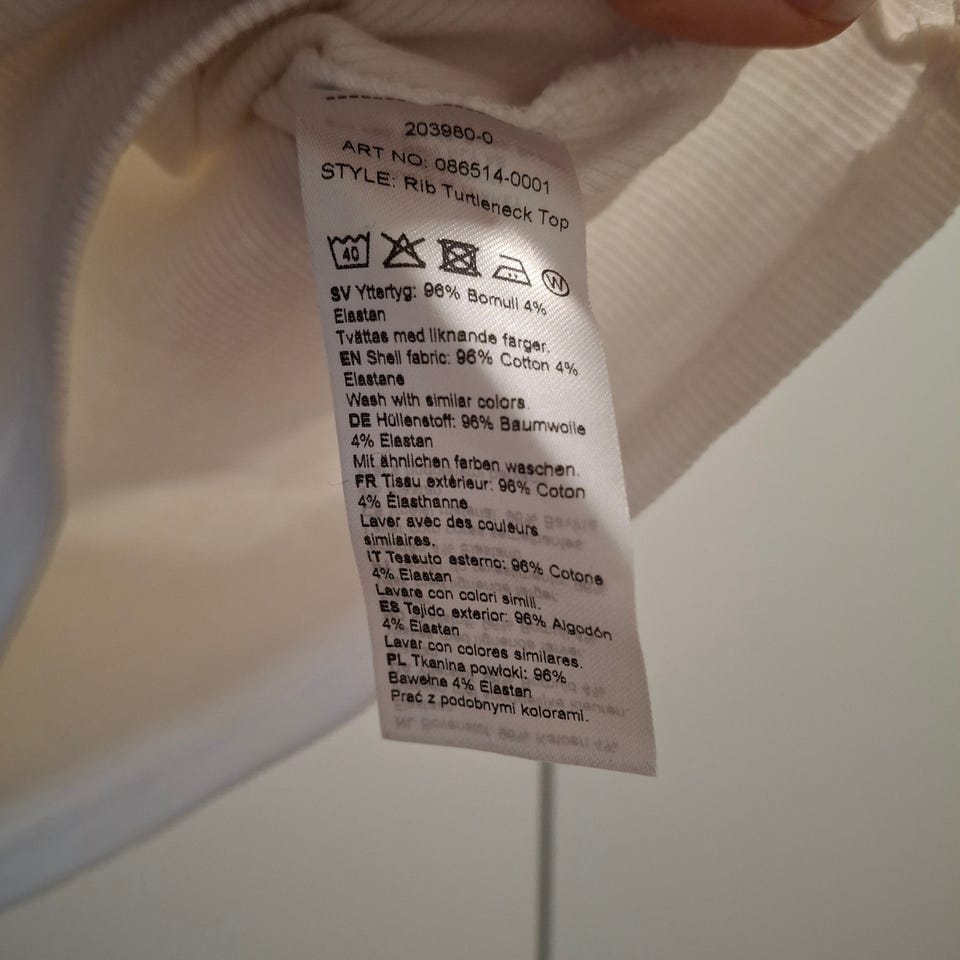 203980-0
ART NO: 086514-0001
STYLE: Rib Turtleneck Top
40 W
SV Yttertyg: 96% Bomull 4%
Elastan
Tvättas med liknande färger.
EN Shell fabric: 96% Cotton 4%
Elastane
Wash with similar colors.
DE Hüllenstoff: 96% Baumwolle
4% Elastan
Mit ähnlichen farben waschen.
FR Tissu extérieur: 96% Coton
4% Élasthanne
Laver avec des couleurs
similaires.
IT Tessuto esterno: 96% Cotone
4% Elastan
Lavare con colori simili.
ES Tejido exterior: 96% Algodón
4% Elastan
Lavar con colores similares.
PL Tkanina powłoki: 96%
Bawełna 4% Elastan
Prać z podobnymi kolorami.